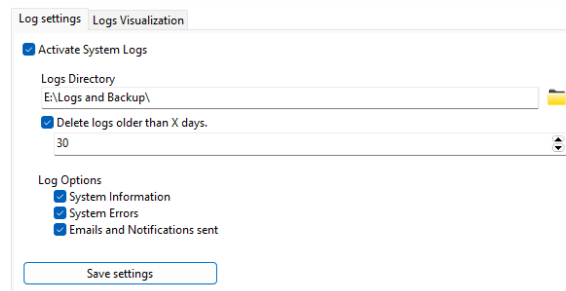 Log settings Logs Visualization
Activate System Logs
Logs Directory
E:\Logs and Backup\
Delete logs older than X days.
30
Log Options
System Information
System Errors
Emails and Notifications sent
Save settings